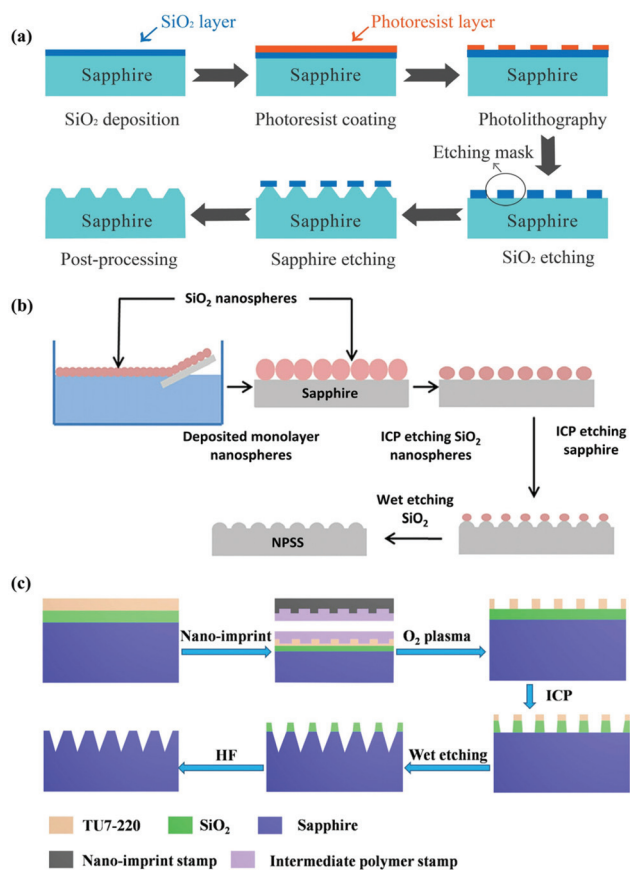 (a)
SiO₂ layer
Photoresist layer
Sapphire
Sapphire
Sapphire
SiO₂ deposition
Photoresist coating
Photolithography
Etching mask
Sapphire
Sapphire
Sapphire
Post-processing
Sapphire etching
SiO₂ etching
(b)
SiO₂ nanospheres
Sapphire
Deposited monolayer
nanospheres
ICP etching SiO₂
nanospheres
ICP etching
sapphire
Wet etching
SiO₂
NPSS
(c)
Nano-imprint
O₂ plasma
ICP
HF
Wet etching
TU7-220
SiO₂
Sapphire
Nano-imprint stamp
Intermediate polymer stamp